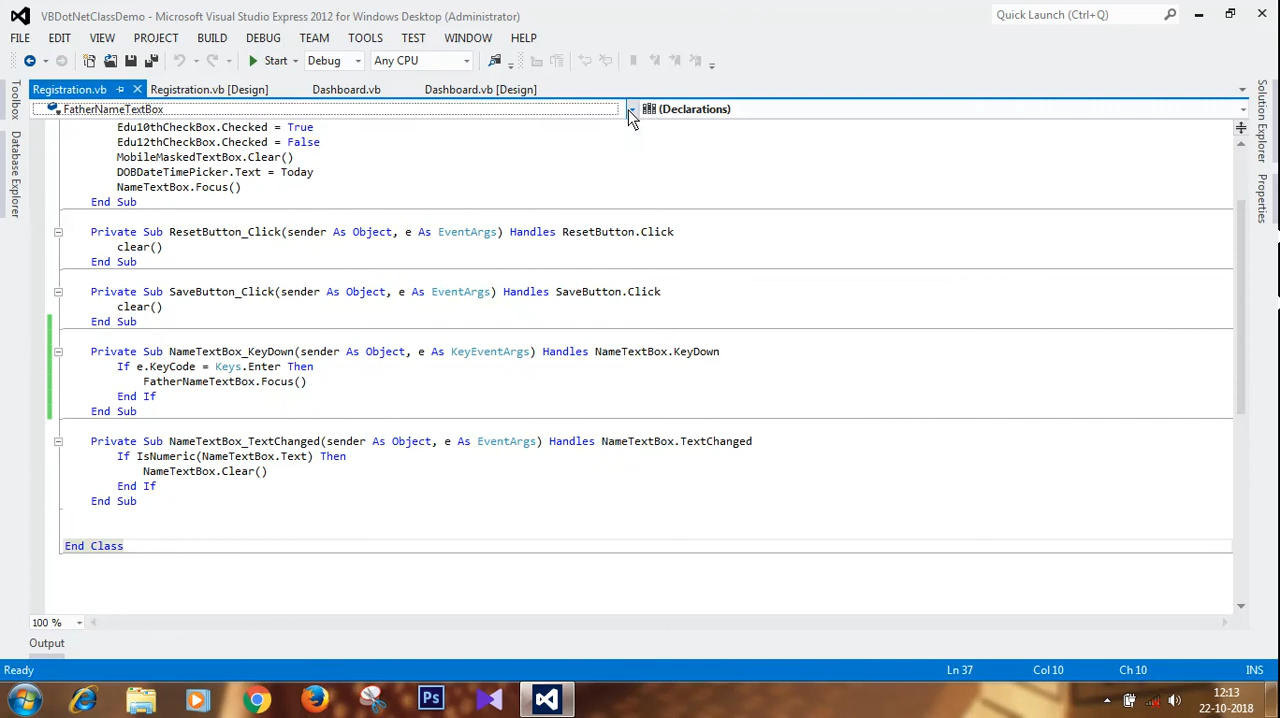 VBDotNetClassDemo - Microsoft Visual Studio Express 2012 for Windows Desktop (Administrator)
Quick Launch (Ctrl+Q)
FILE EDIT VIEW PROJECT BUILD DEBUG TEAM TOOLS TEST WINDOW HELP
Start Debug Any CPU
Registration.vb Registration.vb [Design] Dashboard.vb Dashboard.vb [Design]
FatherNameTextBox (Declarations)
Toolbox
Database Explorer
Solution Explorer
Properties
Edu10thCheckBox.Checked = True
Edu12thCheckBox.Checked = False
MobileMaskedTextBox.Clear()
DOBDateTimePicker.Text = Today
NameTextBox.Focus()
End Sub
Private Sub ResetButton_Click(sender As Object, e As EventArgs) Handles ResetButton.Click
clear()
End Sub
Private Sub SaveButton_Click(sender As Object, e As EventArgs) Handles SaveButton.Click
clear()
End Sub
Private Sub NameTextBox_KeyDown(sender As Object, e As KeyEventArgs) Handles NameTextBox.KeyDown
If e.KeyCode = Keys.Enter Then
FatherNameTextBox.Focus()
End If
End Sub
Private Sub NameTextBox_TextChanged(sender As Object, e As EventArgs) Handles NameTextBox.TextChanged
If IsNumeric(NameTextBox.Text) Then
NameTextBox.Clear()
End If
End Sub
End Class
100 %
Output
Ready Ln 37 Col 10 Ch 10 INS
Ps
12:13
22-10-2018